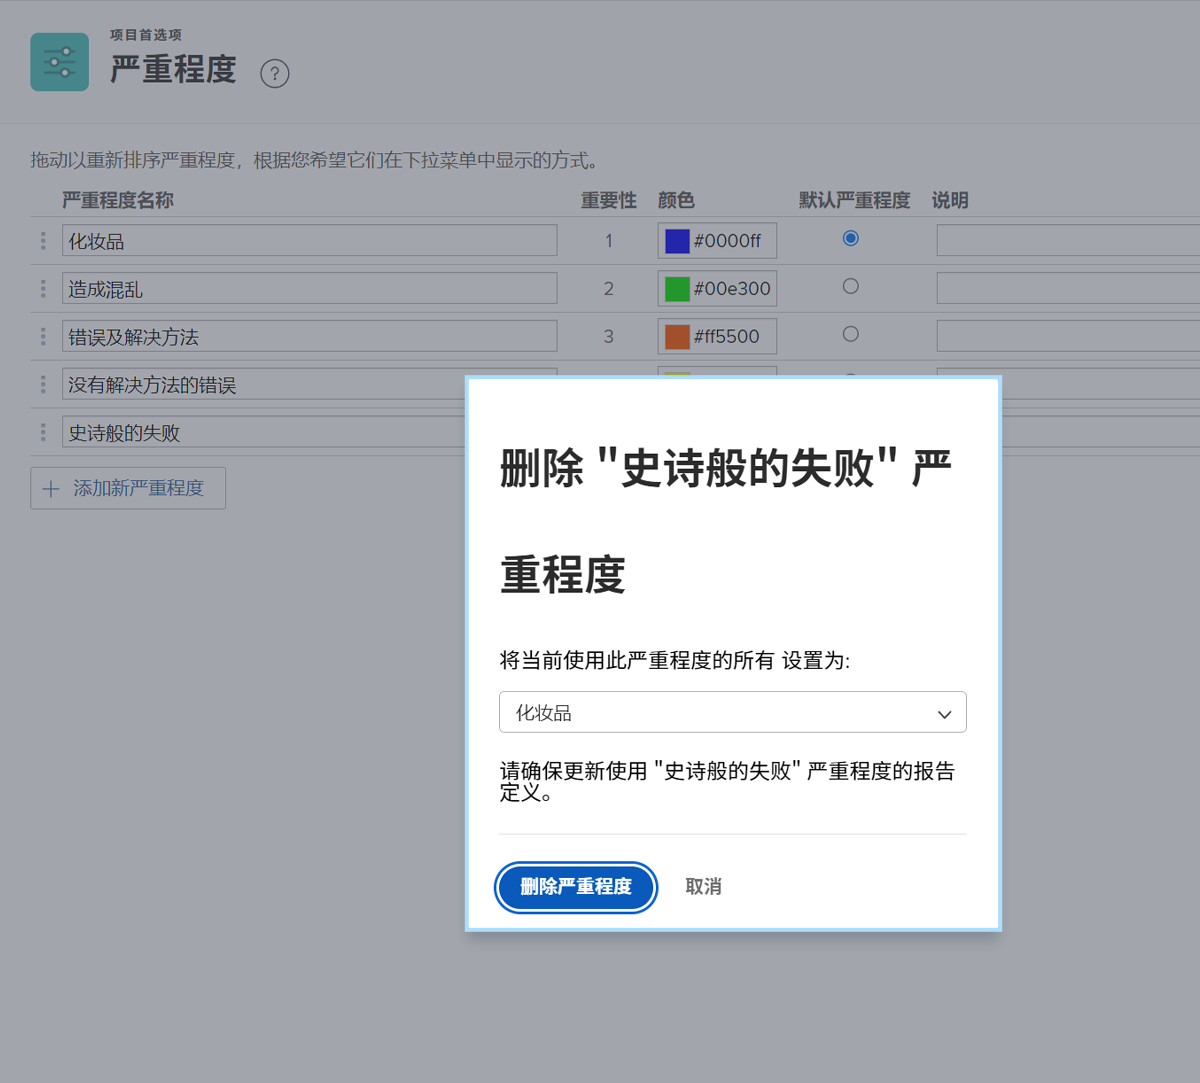 项目首选项
严重程度 ?
拖动以重新排序严重程度，根据您希望它们在下拉菜单中显示的方式。
严重程度名称 重要性 颜色 默认严重程度 说明
化妆品 1 #0000ff
造成混乱 2 #00e300
错误及解决方法 3 #ff5500
没有解决方法的错误
史诗般的失败
添加新严重程度
删除 "史诗般的失败" 严
重程度
将当前使用此严重程度的所有 设置为:
化妆品
请确保更新使用 "史诗般的失败" 严重程度的报告
定义。
删除严重程度 取消